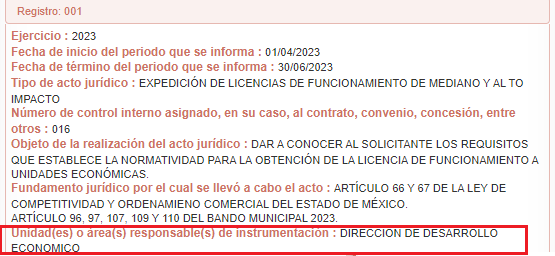 Registro: 001
Ejercicio : 2023
Fecha de inicio del periodo que se informa : 01/04/2023
Fecha de término del periodo que se informa : 30/06/2023
Tipo de acto jurídico : EXPEDICIÓN DE LICENCIAS DE FUNCIONAMIENTO DE MEDIANO Y AL TO
IMPACTO
Número de control interno asignado, en su caso, al contrato, convenio, concesión, entre
otros : 016
Objeto de la realización del acto jurídico : DAR A CONOCER AL SOLICITANTE LOS REQUISITOS
QUE ESTABLECE LA NORMATIVIDAD PARA LA OBTENCIÓN DE LA LICENCIA DE FUNCIONAMIENTO A
UNIDADES ECONÓMICAS.
Fundamento jurídico por el cual se llevó a cabo el acto : ARTÍCULO 66 Y 67 DE LA LEY DE
COMPETITIVIDAD Y ORDENAMIENO COMERCIAL DEL ESTADO DE MÉXICO.
ARTÍCULO 96, 97, 107, 109 Y 110 DEL BANDO MUNICIPAL 2023.
Unidad(es) o área(s) responsable(s) de instrumentación : DIRECCIÓN DE DESARROLLO
ECONOMICO